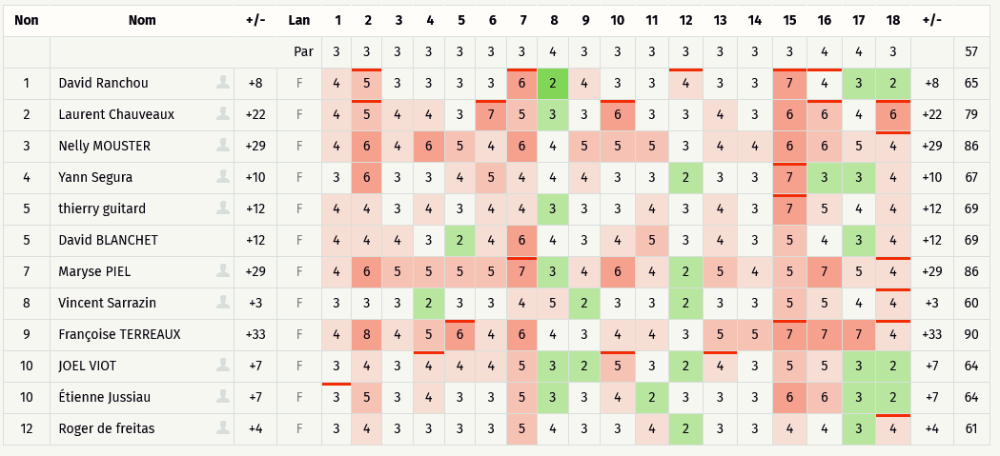 Non Nom +/- Lan 1 2 3 4 5 6 7 8 9 10 11 12 13 14 15 16 17 18 +/-
Par 3 3 3 3 3 3 3 4 3 3 3 3 3 3 3 4 4 3 57
1 David Ranchou +8 F 4 5 3 3 3 3 6 2 4 3 3 4 3 3 7 4 3 2 +8 65
2 Laurent Chauveaux +22 F 4 5 4 4 3 7 5 3 3 6 3 3 4 3 6 6 4 6 +22 79
3 Nelly MOUSTER +29 F 4 6 4 6 5 4 6 4 5 5 5 3 4 4 6 6 5 4 +29 86
4 Yann Segura +10 F 3 6 3 3 4 5 4 4 4 3 3 2 3 3 7 3 3 4 +10 67
5 thierry guitard +12 F 4 4 3 4 3 4 4 3 3 3 4 3 4 3 7 5 4 4 +12 69
5 David BLANCHET +12 F 4 4 4 3 2 4 6 4 3 4 5 3 4 3 5 4 3 4 +12 69
7 Maryse PIEL +29 F 4 6 5 5 5 5 7 3 4 6 4 2 5 4 5 7 5 4 +29 86
8 Vincent Sarrazin +3 F 3 3 3 2 3 3 4 5 2 3 3 2 3 3 5 5 4 4 +3 60
9 Françoise TERREAUX +33 F 4 8 4 5 6 4 6 4 3 4 4 3 5 5 7 7 7 4 +33 90
10 JOEL VIOT +7 F 3 4 3 4 4 4 5 3 2 5 3 2 4 3 5 5 3 2 +7 64
10 Étienne Jussiau +7 F 3 5 3 4 3 3 5 3 3 4 2 3 3 3 6 6 3 2 +7 64
12 Roger de freitas +4 F 3 4 3 3 3 3 5 4 3 3 4 2 3 3 4 4 3 4 +4 61